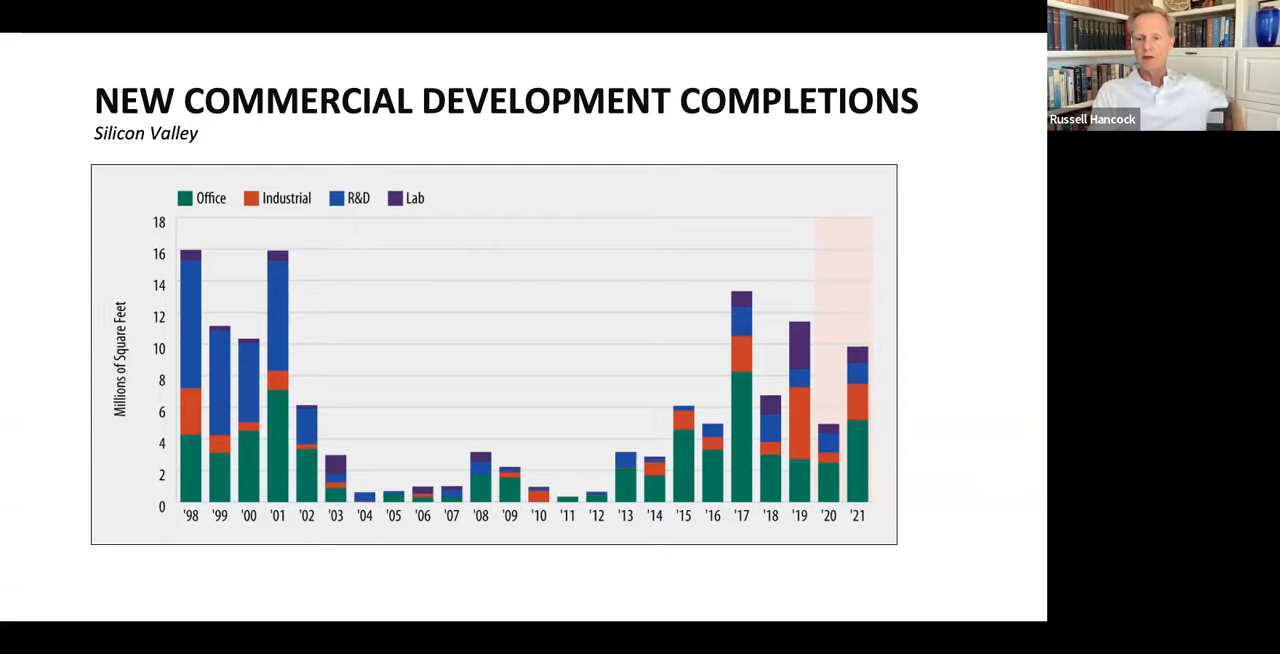 NEW COMMERCIAL DEVELOPMENT COMPLETIONS
Silicon Valley
Office Industrial R&D Lab
18
16
14
12
10
8
6
4
2
0
Millions of Square Feet
'98 '99 '00 '01 '02 '03 '04 '05 '06 '07 '08 '09 '10 '11 '12 '13 '14 '15 '16 '17 '18 '19 '20 '21
Russell Hancock